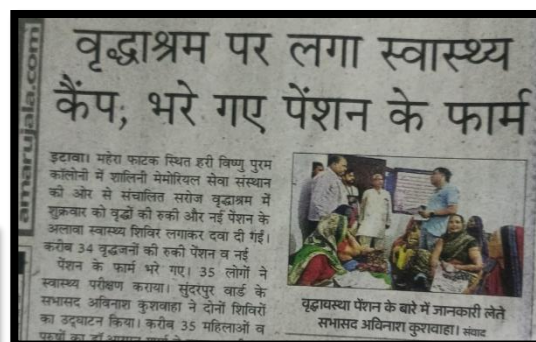 amarujala.com
वृद्धाश्रम पर लगा स्वास्थ्य
कैंप, भरे गए पेंशन के फार्म
इटावा। महेरा फाटक स्थित हरी विष्णु पुरम
कॉलोनी में शालिनी मेमोरियल सेवा संस्थान
की ओर से संचालित सरोज वृद्धाश्रम में
शुक्रवार को वृद्धों की रुकी और नई पेंशन के
अलावा स्वास्थ्य शिविर लगाकर दवा दी गई।
करीब 34 वृद्धजनों की रुकी पेंशन व नई
पेंशन के फार्म भरे गए। 35 लोगों ने
स्वास्थ्य परीक्षण कराया। सुंदरपुर वार्ड के
सभासद अविनाश कुशवाहा ने दोनों शिविरों
का उद्घाटन किया। करीब 35 महिलाओं व
पुरुषों का डॉ
वृद्धावस्था पेंशन के बारे में जानकारी लेते
सभासद अविनाश कुशवाहा। संवाद